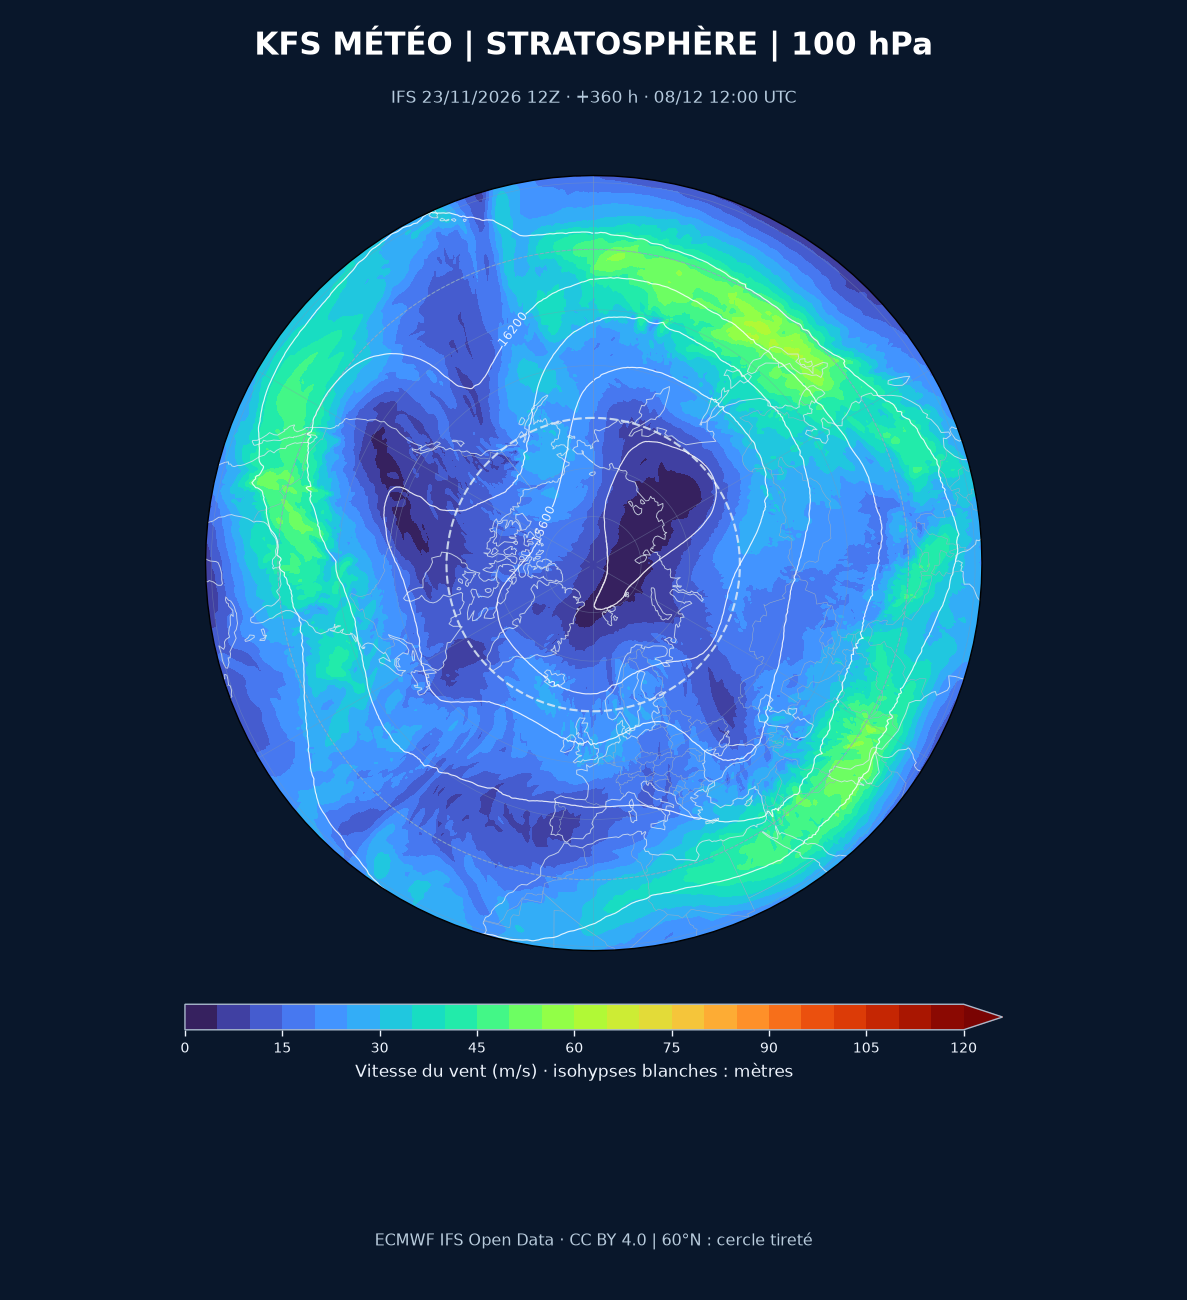 KFS MÉTÉO | STRATOSPHÈRE | 100 hPa
IFS 23/11/2026 12Z · +360 h · 08/12 12:00 UTC
16200
15600
0 15 30 45 60 75 90 105 120
Vitesse du vent (m/s) · isohypses blanches : mètres
ECMWF IFS Open Data · CC BY 4.0 | 60°N : cercle tireté